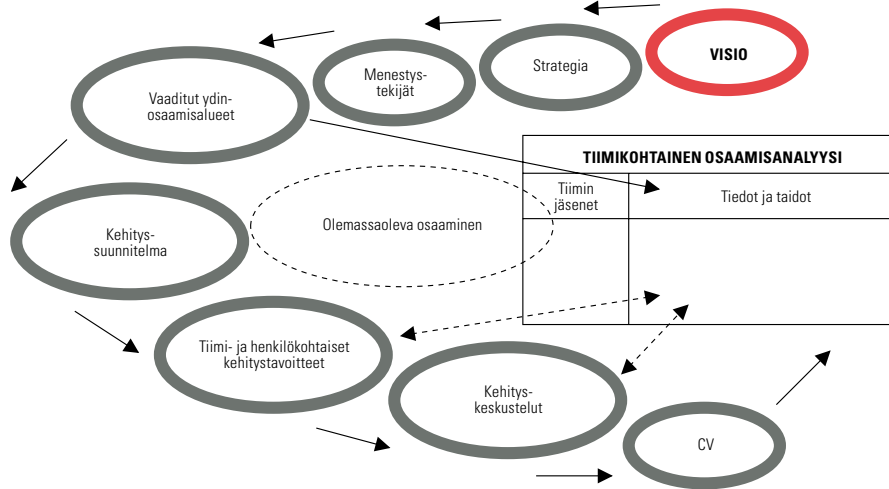 VISIO
Strategia
Menestys-
tekijät
Vaaditut ydin-
osaamisalueet
TIIMIKOHTAINEN OSAAMISANALYYSI
Tiimin
jäsenet
Tiedot ja taidot
Olemassaoleva osaaminen
Kehitys-
suunnitelma
Tiimi- ja henkilökohtaiset
kehitystavoitteet
Kehitys-
keskustelut
CV